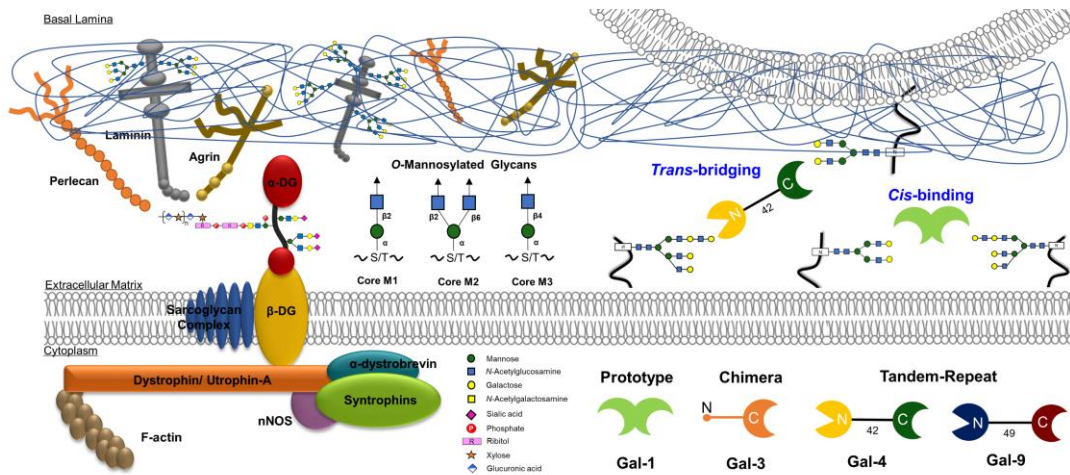 Basal Lamina
Laminin
Agrin
Perlecan
α-DG
n
R P R P
O-Mannosylated Glycans
β2
β2
β6
β4
α
α
α
~ S/T ~
~ S/T ~
~ S/T ~
Core M1
Core M2
Core M3
Trans-bridging
Cis-binding
N
42
C
Extracellular Matrix
Sarcoglycan
Complex
β-DG
Cytoplasm
Dystrophin/ Utrophin-A
α-dystrobrevin
Syntrophins
nNOS
F-actin
Mannose
N-Acetylglucosamine
Galactose
N-Acetylgalactosamine
Sialic acid
P Phosphate
R Ribitol
Xylose
Glucuronic acid
Prototype
Chimera
Tandem-Repeat
N
C
N
42
C
N
49
C
Gal-1
Gal-3
Gal-4
Gal-9